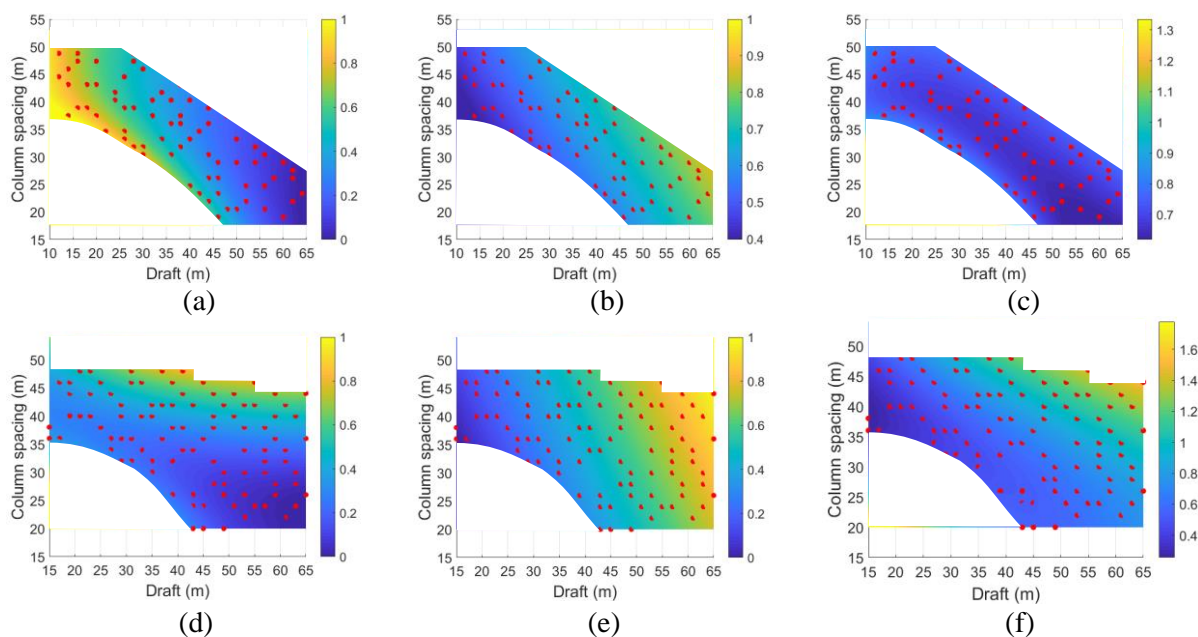 55 50 45 40 35 30 25 20 15
Column spacing (m)
10 15 20 25 30 35 40 45 50 55 60 65
Draft (m)
1 0.8 0.6 0.4 0.2 0
(a)
55 50 45 40 35 30 25 20 15
Column spacing (m)
10 15 20 25 30 35 40 45 50 55 60 65
Draft (m)
1 0.9 0.8 0.7 0.6 0.5 0.4
(b)
55 50 45 40 35 30 25 20 15
Column spacing (m)
10 15 20 25 30 35 40 45 50 55 60 65
Draft (m)
1.3 1.2 1.1 1 0.9 0.8 0.7
(c)
50 45 40 35 30 25 20 15
Column spacing (m)
15 20 25 30 35 40 45 50 55 60 65
Draft (m)
1 0.8 0.6 0.4 0.2 0
(d)
50 45 40 35 30 25 20 15
Column spacing (m)
15 20 25 30 35 40 45 50 55 60 65
Draft (m)
1 0.8 0.6 0.4 0.2 0
(e)
50 45 40 35 30 25 20 15
Column spacing (m)
15 20 25 30 35 40 45 50 55 60 65
Draft (m)
1.6 1.4 1.2 1 0.8 0.6 0.4
(f)